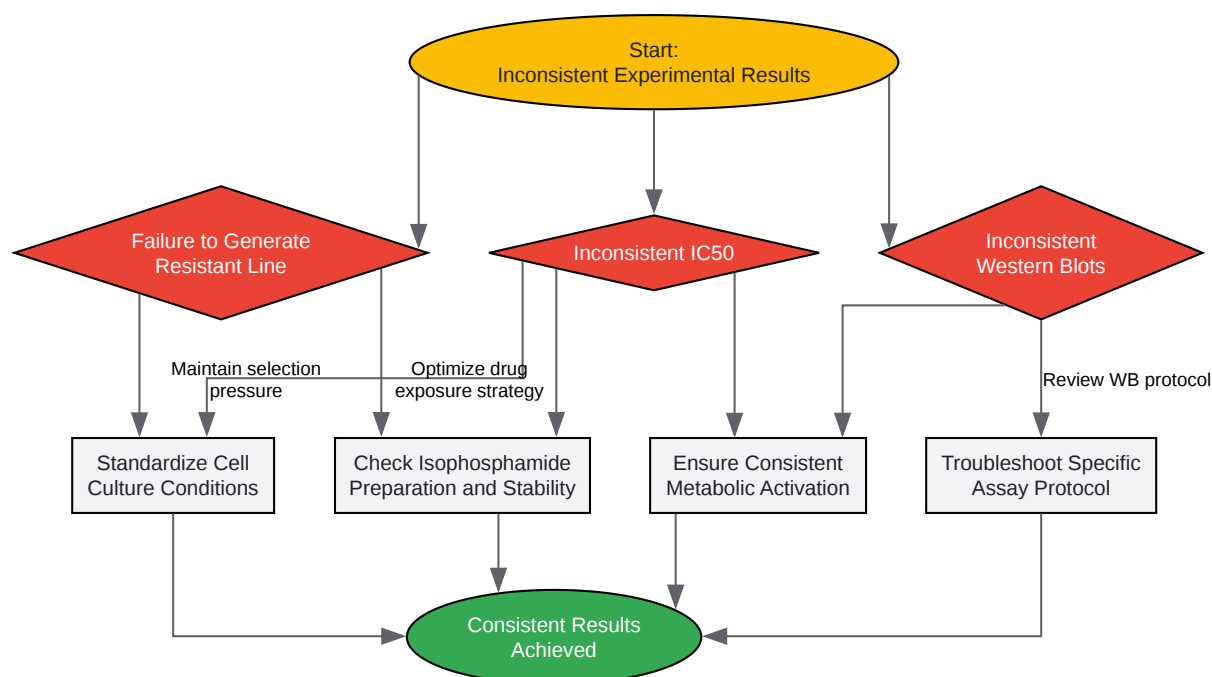 Start:
Inconsistent Experimental Results
Failure to Generate
Resistant Line
Inconsistent IC50
Inconsistent
Western Blots
Maintain selection
pressure
Optimize drug
exposure strategy
Review WB protocol
Standardize Cell
Culture Conditions
Check Isophosphamide
Preparation and Stability
Ensure Consistent
Metabolic Activation
Troubleshoot Specific
Assay Protocol
Consistent Results
Achieved